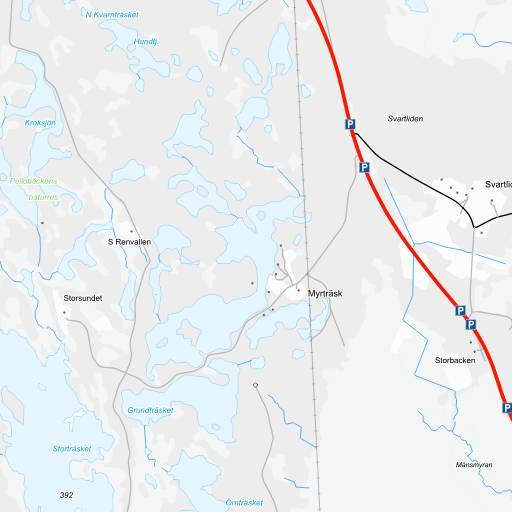 N Kvarnträsket
Hundtj.
Kroksjön
P
Svartliden
P
Pellobäckens
naturres.
Svartlid
S Renvallen
Storsundet
Myrträsk
P
P
Storbacken
Grundträsket
P
Storträsket
Månsmyran
392
Örnträsket